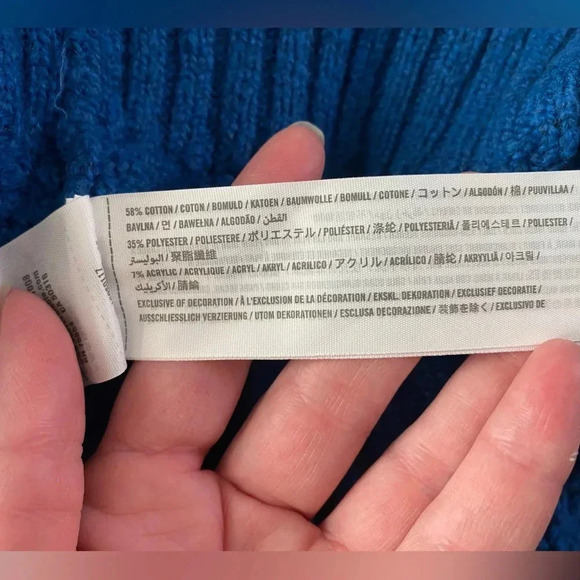 58% COTTON / COTON / BOMULD / KATOEN / BAUMWOLLE / BOMULL / COTONE / コットン / ALGODÓN / 棉 / PUUVILLAA /
BAVLNA / 면 / BAWEŁNA / ALGODÃO / القطن
35% POLYESTER / POLIESTERE / ポリエステル / POLIÉSTER / 涤纶 / POLYESTERIÄ / 폴리에스테르 / POLIESTER /
البوليستر / 聚脂纖維
7% ACRYLIC / ACRYLIQUE / ACRYL / AKRYL / ACRILICO / アクリル / ACRÍLICO / 腈纶 / AKRYYLIÄ / 아크릴 /
الأكريليك / 腈綸
EXCLUSIVE OF DECORATION / À L'EXCLUSION DE LA DÉCORATION / EKSKL. DEKORATION / EXCLUSIEF DECORATIE /
AUSSCHLIESSLICH VERZIERUNG / UTOM DEKORATIONEN / ESCLUSA DECORAZIONE / 装飾を除く / EXCLUSIVO DE